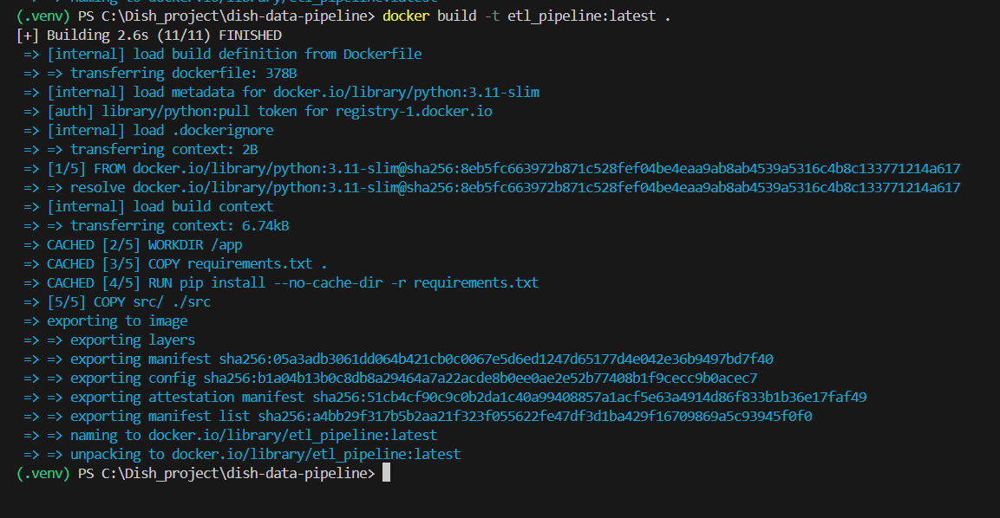 => => naming to docker.io/library/etl_pipeline:latest
(.venv) PS C:\Dish_project\dish-data-pipeline> docker build -t etl_pipeline:latest .
[+] Building 2.6s (11/11) FINISHED
=> [internal] load build definition from Dockerfile
=> => transferring dockerfile: 378B
=> [internal] load metadata for docker.io/library/python:3.11-slim
=> [auth] library/python:pull token for registry-1.docker.io
=> [internal] load .dockerignore
=> => transferring context: 2B
=> [1/5] FROM docker.io/library/python:3.11-slim@sha256:8eb5fc663972b871c528fef04be4eaa9ab8ab4539a5316c4b8c133771214a617
=> => resolve docker.io/library/python:3.11-slim@sha256:8eb5fc663972b871c528fef04be4eaa9ab8ab4539a5316c4b8c133771214a617
=> [internal] load build context
=> => transferring context: 6.74kB
=> CACHED [2/5] WORKDIR /app
=> CACHED [3/5] COPY requirements.txt .
=> CACHED [4/5] RUN pip install --no-cache-dir -r requirements.txt
=> [5/5] COPY src/ ./src
=> exporting to image
=> => exporting layers
=> => exporting manifest sha256:05a3adb3061dd064b421cb0c0067e5d6ed1247d65177d4e042e36b9497bd7f40
=> => exporting config sha256:b1a04b13b0c8db8a29464a7a22acde8b0ee0ae2e52b77408b1f9cecc9b0acec7
=> => exporting attestation manifest sha256:51cb4cf90c9c0b2da1c40a99408857a1acf5e63a4914d86f833b1b36e17faf49
=> => exporting manifest list sha256:a4bb29f317b5b2aa21f323f055622fe47df3d1ba429f16709869a5c93945f0f0
=> => naming to docker.io/library/etl_pipeline:latest
=> => unpacking to docker.io/library/etl_pipeline:latest
(.venv) PS C:\Dish_project\dish-data-pipeline>